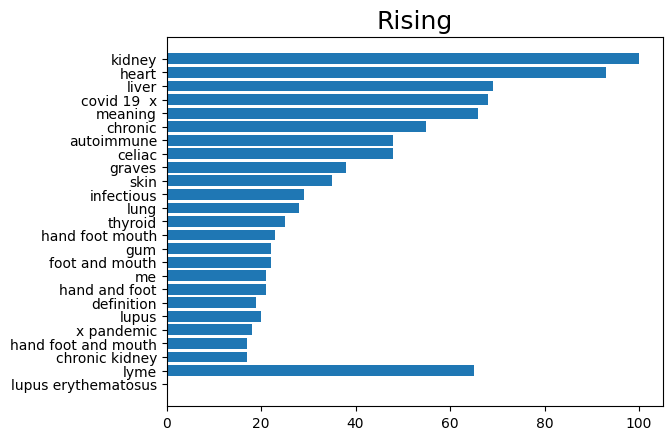 Rising
kidney
heart
liver
covid 19  x
meaning
chronic
autoimmune
celiac
graves
skin
infectious
lung
thyroid
hand foot mouth
gum
foot and mouth
me
hand and foot
definition
lupus
x pandemic
hand foot and mouth
chronic kidney
lyme
lupus erythematosus
0 20 40 60 80 100